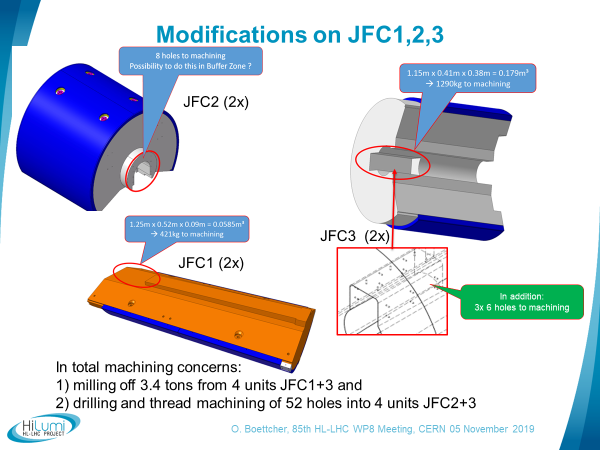 Modifications on JFC1,2,3
8 holes to machining
Possibility to do this in Buffer Zone ?
JFC2 (2x)
1.15m x 0.41m x 0.38m = 0.179m³
→ 1290kg to machining
1.25m x 0.52m x 0.09m = 0.0585m³
→ 421kg to machining
JFC1 (2x)
JFC3 (2x)
In addition:
3x 6 holes to machining
In total machining concerns:
1) milling off 3.4 tons from 4 units JFC1+3 and
2) drilling and thread machining of 52 holes into 4 units JFC2+3
HiLumi
HL-LHC PROJECT
O. Boettcher, 85th HL-LHC WP8 Meeting, CERN 05 November 2019